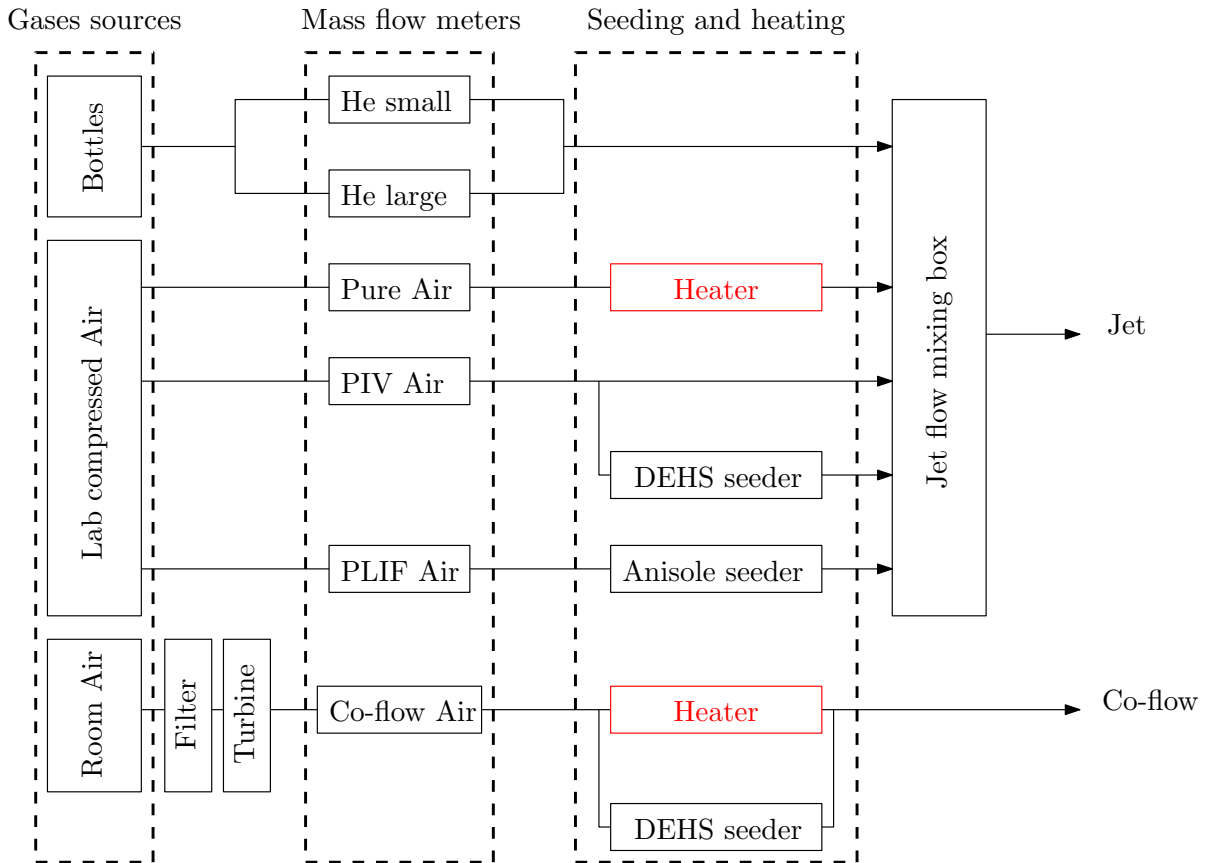 Gases sources
Mass flow meters
Seeding and heating
Bottles
He small
He large
Lab compressed Air
Pure Air
Heater
PIV Air
DEHS seeder
PLIF Air
Anisole seeder
Jet flow mixing box
Jet
Room Air
Filter
Turbine
Co-flow Air
Heater
DEHS seeder
Co-flow